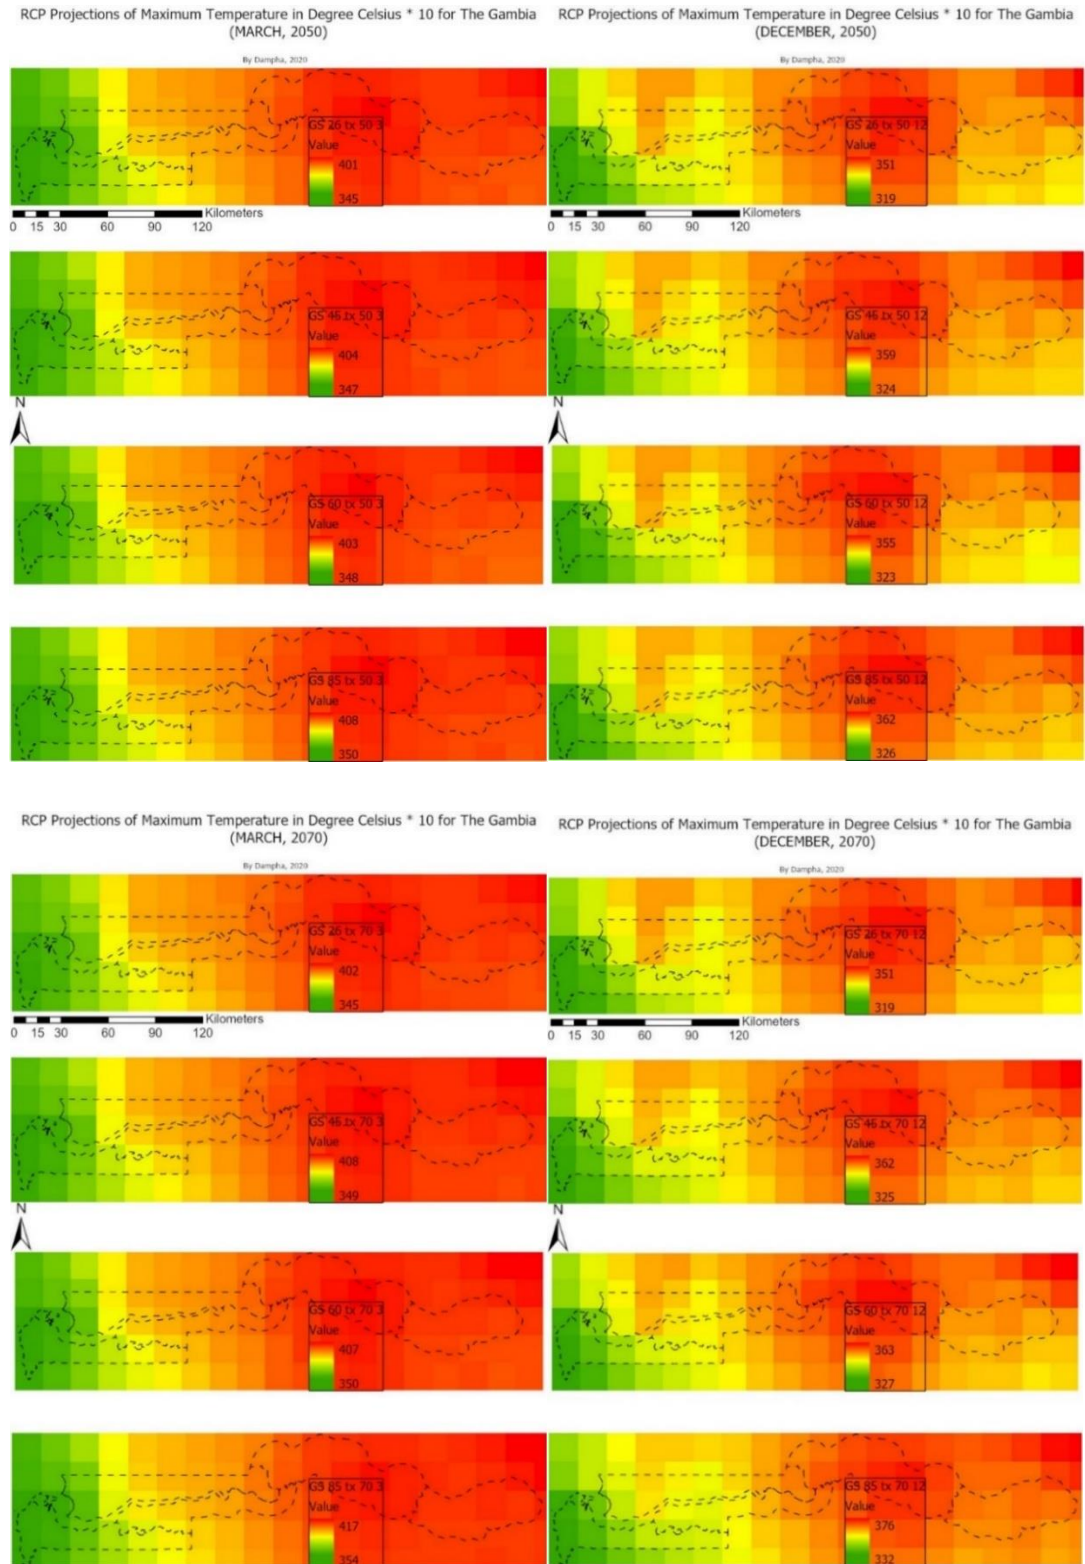 RCP Projections of Maximum Temperature in Degree Celsius * 10 for The Gambia
(MARCH, 2050)
By Dampha, 2020
GS 26 tx 50 3
Value
401
345
Kilometers
0 15 30 60 90 120
GS 46 tx 50 3
Value
404
347
N
GS 60 tx 50 3
Value
403
348
GS 85 tx 50 3
Value
408
350
RCP Projections of Maximum Temperature in Degree Celsius * 10 for The Gambia
(DECEMBER, 2050)
By Dampha, 2020
GS 26 tx 50 12
Value
351
319
Kilometers
0 15 30 60 90 120
GS 46 tx 50 12
Value
359
324
N
GS 60 tx 50 12
Value
355
323
GS 85 tx 50 12
Value
362
326
RCP Projections of Maximum Temperature in Degree Celsius * 10 for The Gambia
(MARCH, 2070)
By Dampha, 2020
GS 26 tx 70 3
Value
402
345
Kilometers
0 15 30 60 90 120
GS 46 tx 70 3
Value
408
349
N
GS 60 tx 70 3
Value
407
350
GS 85 tx 70 3
Value
417
354
RCP Projections of Maximum Temperature in Degree Celsius * 10 for The Gambia
(DECEMBER, 2070)
By Dampha, 2020
GS 26 tx 70 12
Value
351
319
Kilometers
0 15 30 60 90 120
GS 46 tx 70 12
Value
362
325
N
GS 60 tx 70 12
Value
363
327
GS 85 tx 70 12
Value
376
332